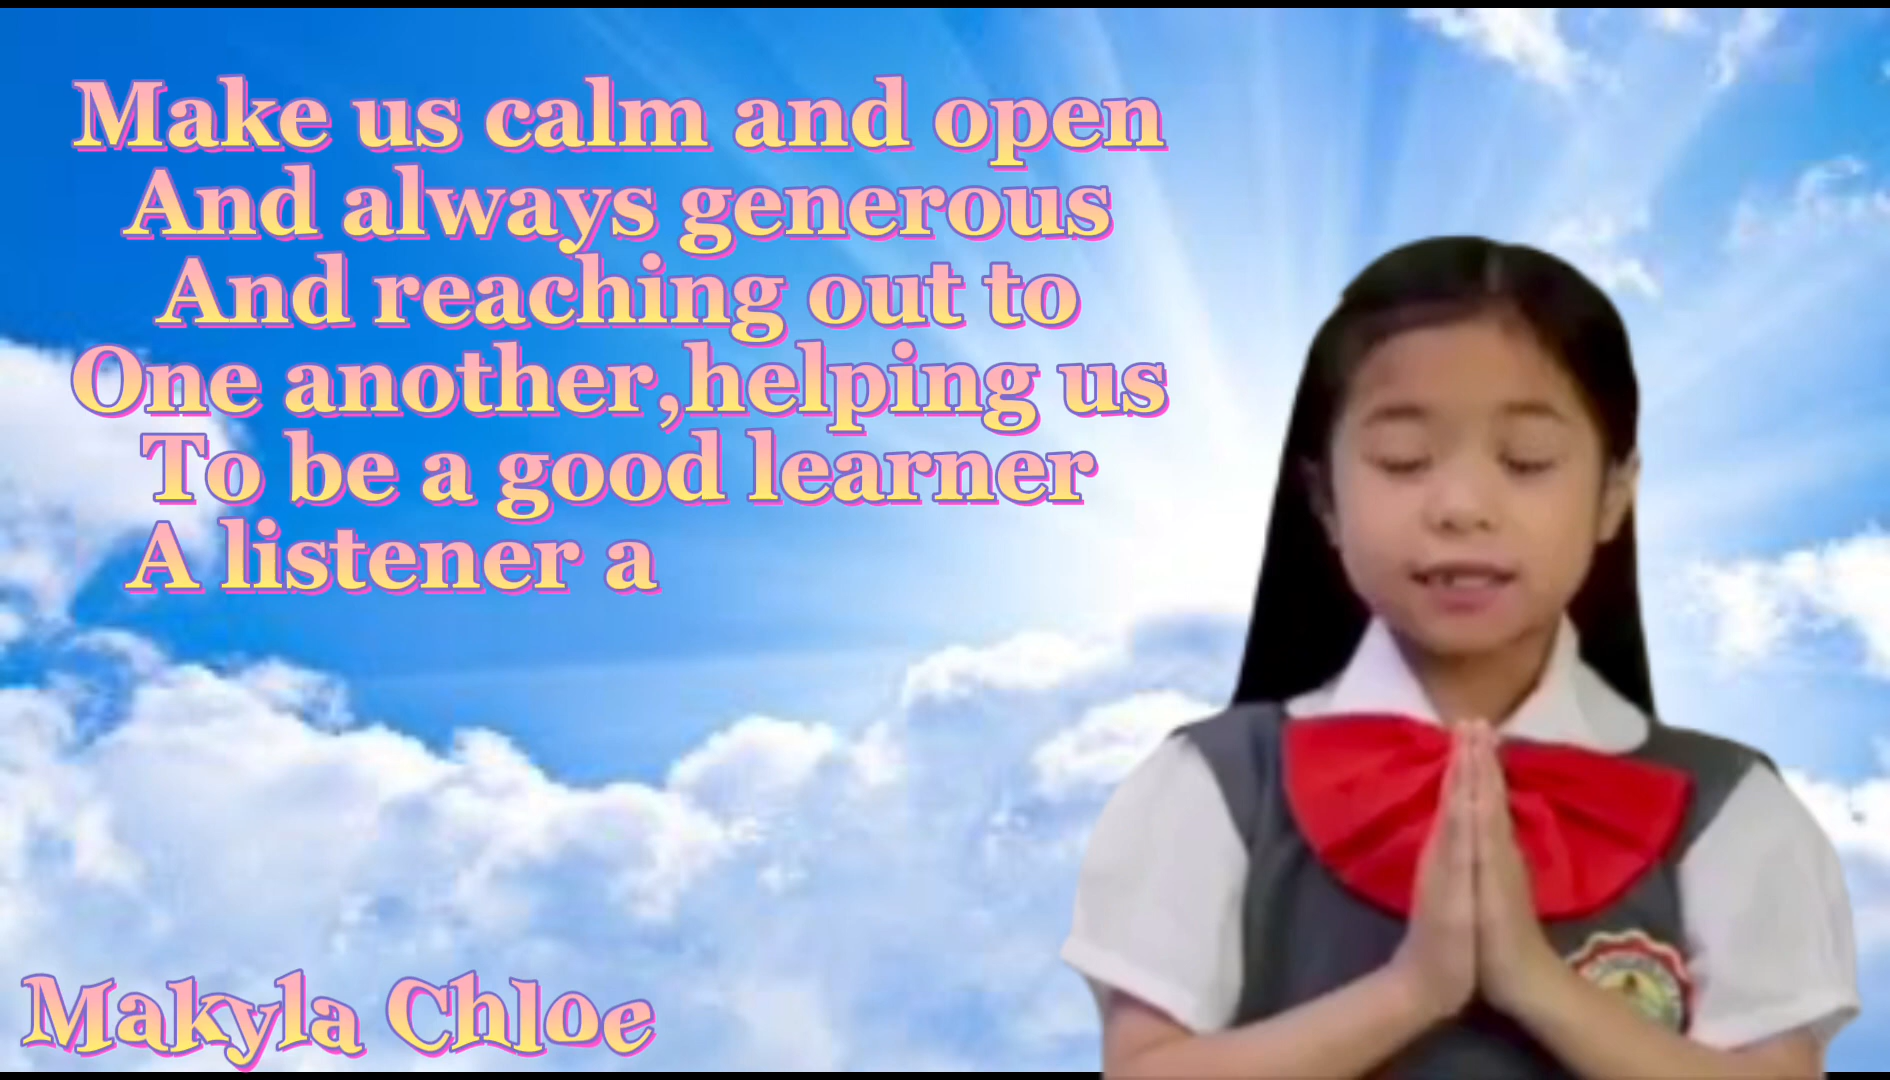 Make us calm and open
And always generous
And reaching out to
One another,helping us
To be a good learner
A listener a
Makyla Chloe